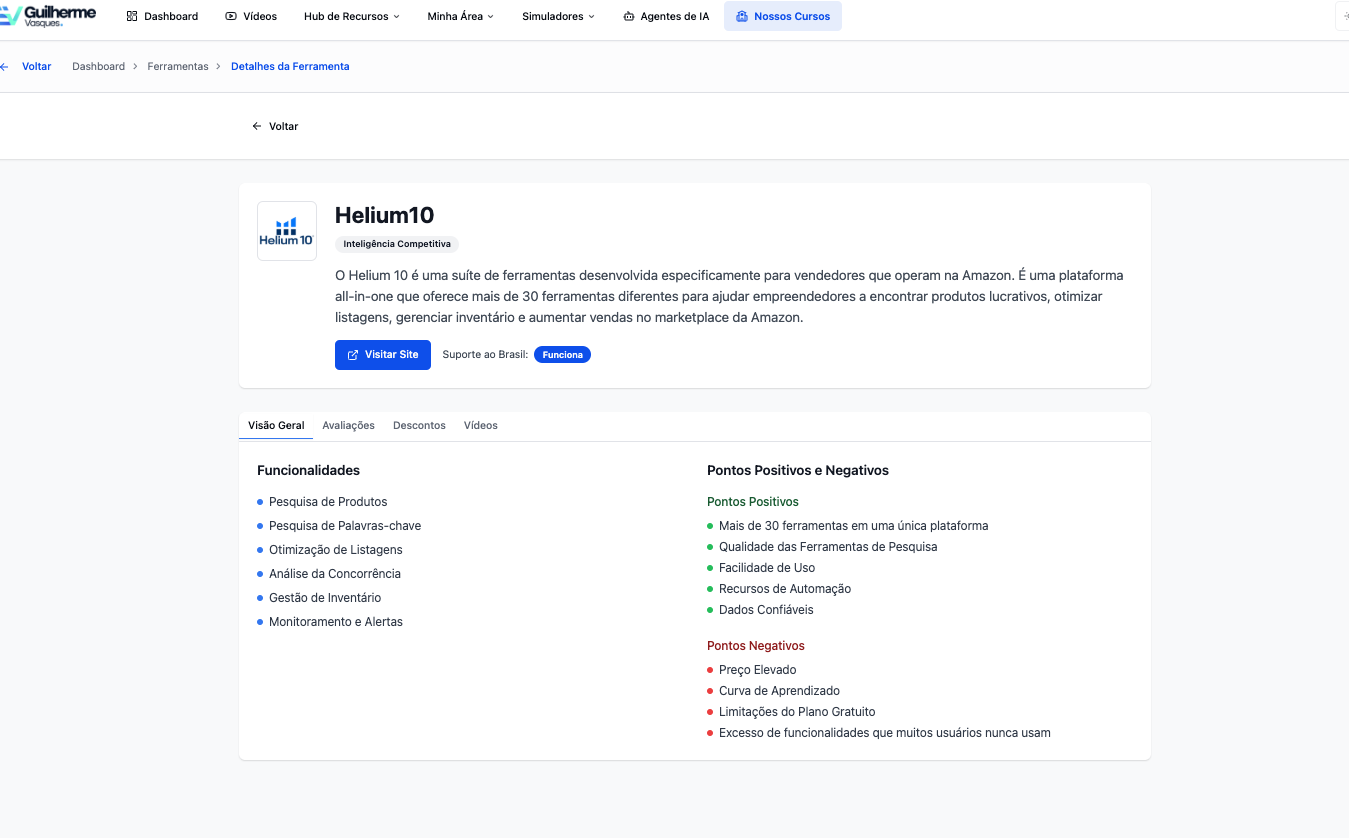 Guilherme
Vasques.
Dashboard
Vídeos
Hub de Recursos
Minha Área
Simuladores
Agentes de IA
Nossos Cursos
Voltar
Dashboard
Ferramentas
Detalhes da Ferramenta
Voltar
Helium 10
Helium10
Inteligência Competitiva
O Helium 10 é uma suíte de ferramentas desenvolvida especificamente para vendedores que operam na Amazon. É uma plataforma
all-in-one que oferece mais de 30 ferramentas diferentes para ajudar empreendedores a encontrar produtos lucrativos, otimizar
listagens, gerenciar inventário e aumentar vendas no marketplace da Amazon.
Visitar Site
Suporte ao Brasil:
Funciona
Visão Geral
Avaliações
Descontos
Vídeos
Funcionalidades
Pesquisa de Produtos
Pesquisa de Palavras-chave
Otimização de Listagens
Análise da Concorrência
Gestão de Inventário
Monitoramento e Alertas
Pontos Positivos e Negativos
Pontos Positivos
Mais de 30 ferramentas em uma única plataforma
Qualidade das Ferramentas de Pesquisa
Facilidade de Uso
Recursos de Automação
Dados Confiáveis
Pontos Negativos
Preço Elevado
Curva de Aprendizado
Limitações do Plano Gratuito
Excesso de funcionalidades que muitos usuários nunca usam